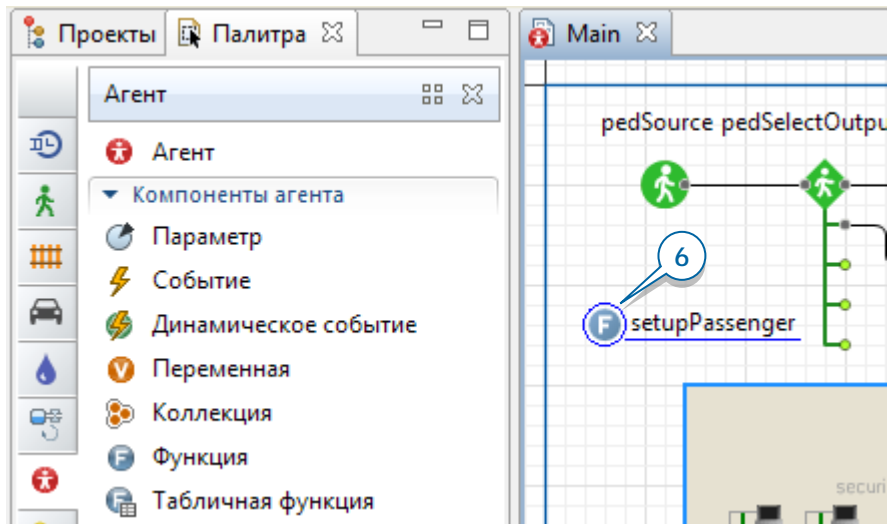 Проекты
Палитра
Main
Агент
Агент
Компоненты агента
Параметр
Событие
Динамическое событие
Переменная
Коллекция
Функция
Табличная функция
pedSource pedSelectOutpu
6
F setupPassenger
securi